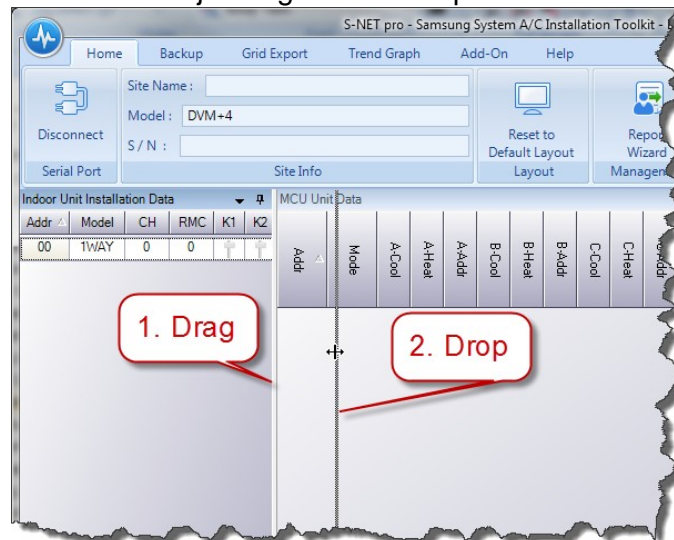 S-NET pro - Samsung System A/C Installation Toolkit -
Home Backup Grid Export Trend Graph Add-On Help
Site Name :
Model : DVM+4
S / N :
Disconnect
Reset to
Default Layout
Wizard
Serial Port Site Info Layout
Indoor Unit Installation Data
MCU Unit Data
Addr Model CH RMC K1 K2
00 1WAY 0 0
Addr Mode A-Cool A-Heat A-Addr B-Cool B-Heat B-Addr C-Cool C-Heat
1. Drag
2. Drop